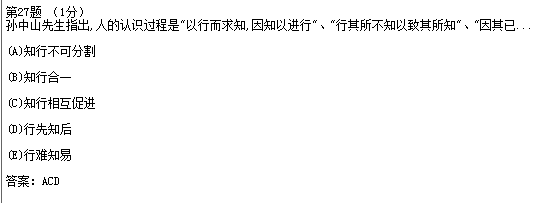 第27题 （1分）
孙中山先生指出,人的认识过程是“以行而求知,因知以进行“、“行其所不知以致其所知“、“因其已...
(A)知行不可分割
(B)知行合一
(C)知行相互促进
(D)行先知后
(E)行难知易
答案：ACD